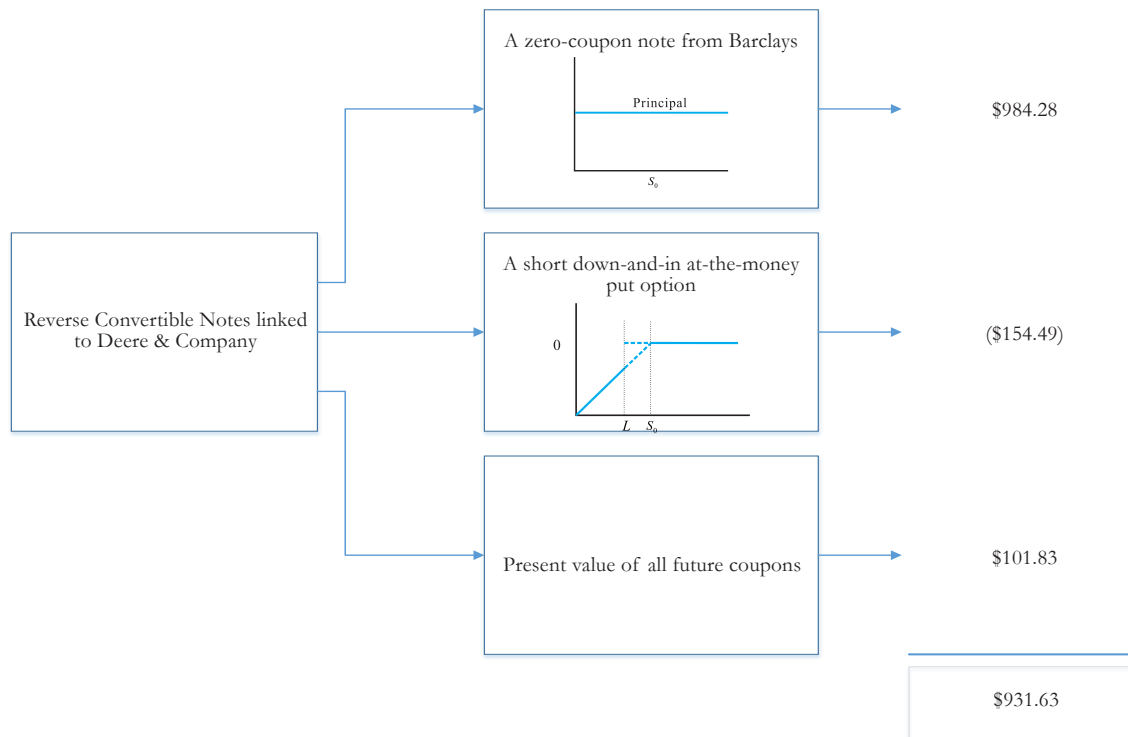 A zero-coupon note from Barclays
Principal
S₀
$984.28
Reverse Convertible Notes linked
to Deere & Company
A short down-and-in at-the-money
put option
0
L S₀
($154.49)
Present value of all future coupons
$101.83
$931.63